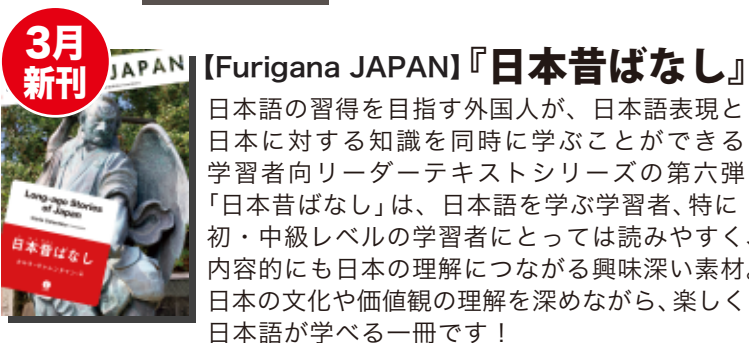 3月
新刊
JAPAN
Long-ago Stories
of Japan
日本昔ばなし
【Furigana JAPAN】『日本昔ばなし』
日本語の習得を目指す外国人が、日本語表現と
日本に対する知識を同時に学ぶことができる
学習者向リーダーテキストシリーズの第六弾
「日本昔ばなし」は、日本語を学ぶ学習者、特に
初・中級レベルの学習者にとっては読みやすく、
内容的にも日本の理解につながる興味深い素材。
日本の文化や価値観の理解を深めながら、楽しく
日本語が学べる一冊です！